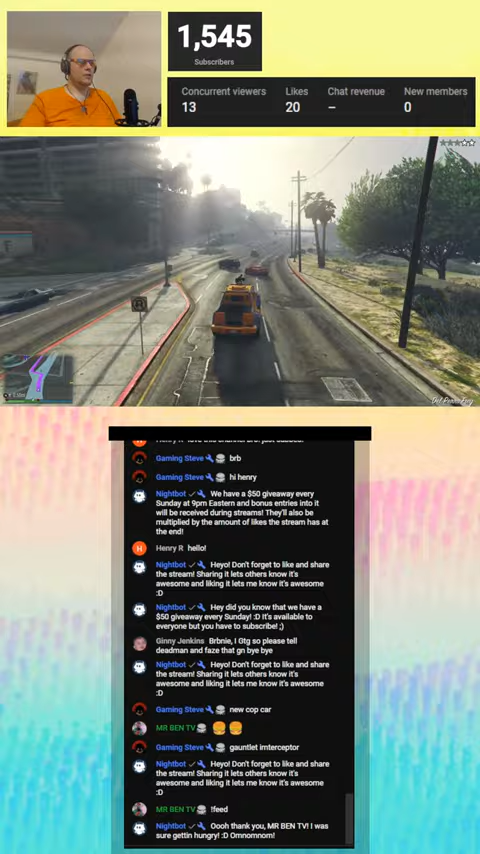 1,545
Subscribers
Concurrent viewers
Likes
Chat revenue
New members
13
20
–
0
Del Perro Fwy
Gaming Steve brb
Gaming Steve hi henry
Nightbot We have a $50 giveaway every
Sunday at 9pm Eastern and bonus entries into it
will be received during streams! They'll also be
multiplied by the amount of likes the stream has at
the end!
Henry R hello!
Nightbot Heyo! Don't forget to like and share
the stream! Sharing it lets others know it's
awesome and liking it lets me know it's awesome
:D
Nightbot Hey did you know that we have a
$50 giveaway every Sunday! :D It's available to
everyone but you have to subscribe! ;)
Ginny Jenkins Brbnie, I Gtg so please tell
deadman and faze that gn bye bye
Nightbot Heyo! Don't forget to like and share
the stream! Sharing it lets others know it's
awesome and liking it lets me know it's awesome
:D
Gaming Steve new cop car
MR BEN TV
Gaming Steve gauntlet imterceptor
Nightbot Heyo! Don't forget to like and share
the stream! Sharing it lets others know it's
awesome and liking it lets me know it's awesome
:D
MR BEN TV !feed
Nightbot Oooh thank you, MR BEN TV! I was
sure gettin hungry! :D Omnomnom!